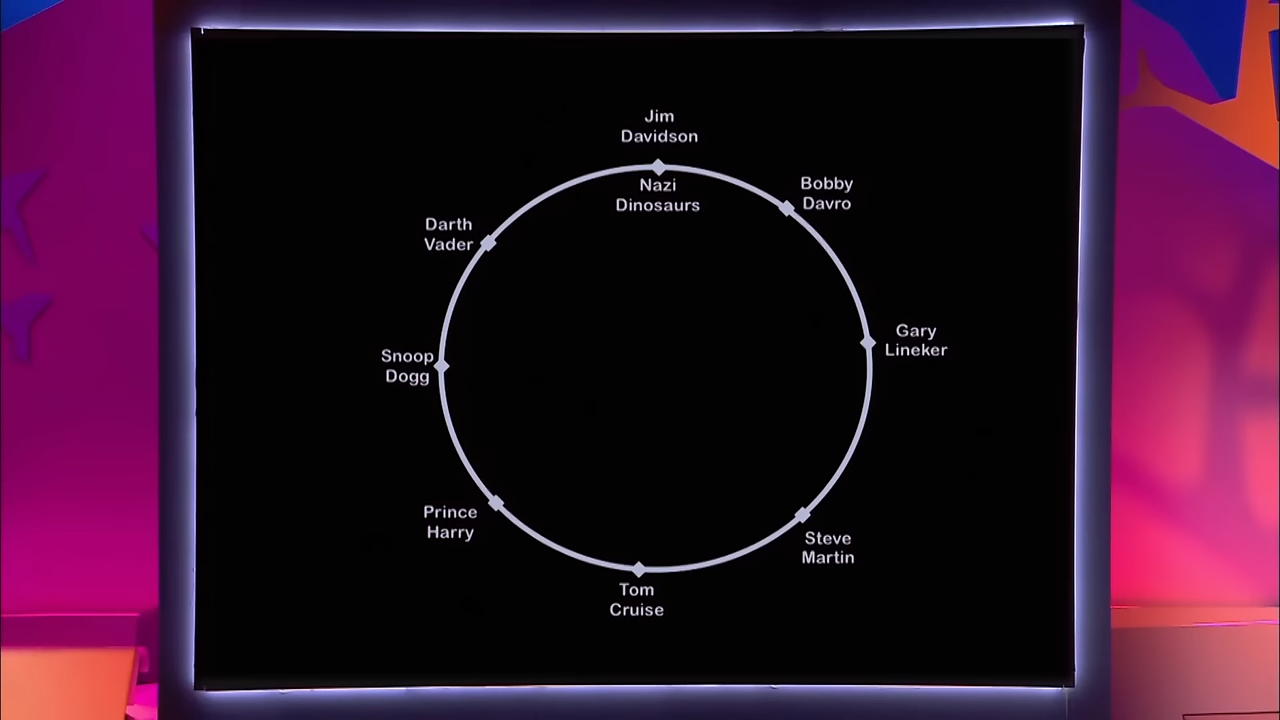 Jim
Davidson
Nazi
Dinosaurs
Bobby
Davro
Gary
Lineker
Steve
Martin
Tom
Cruise
Prince
Harry
Snoop
Dogg
Darth
Vader